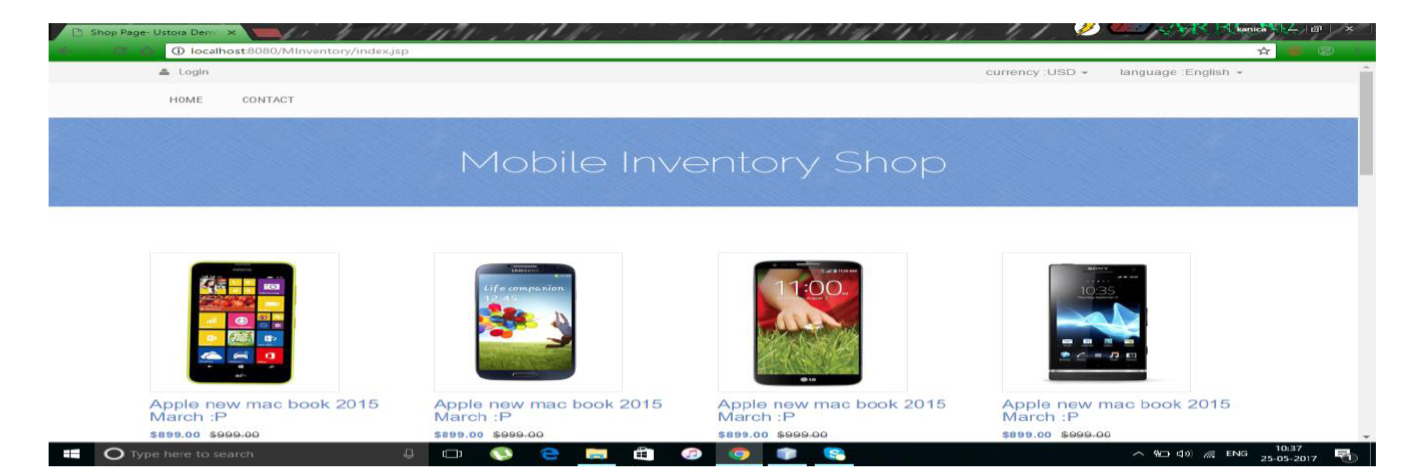 Shop Page- Ustora Dem
kanica
localhost:8080/MInventory/index.jsp
Login
currency :USD
language :English
HOME CONTACT
Mobile Inventory Shop
SAMSUNG
Life companion
12:45
11:00
LG
SONY
10:35
Apple new mac book 2015 March :P
$899.00 $999.00
Apple new mac book 2015 March :P
$899.00 $999.00
Apple new mac book 2015 March :P
$899.00 $999.00
Apple new mac book 2015 March :P
$899.00 $999.00
Type here to search
ENG
10:37
25-05-2017